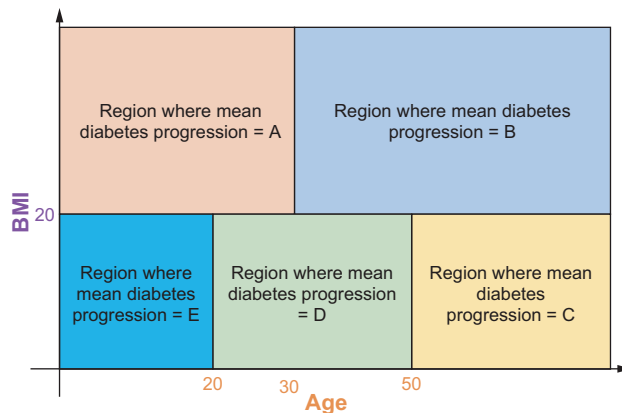 Region where mean
diabetes progression = A
Region where mean diabetes
progression = B
BMI
20
Region where
mean diabetes
progression = E
Region where mean
diabetes progression
= D
Region where mean
diabetes
progression = C
20
30
50
Age